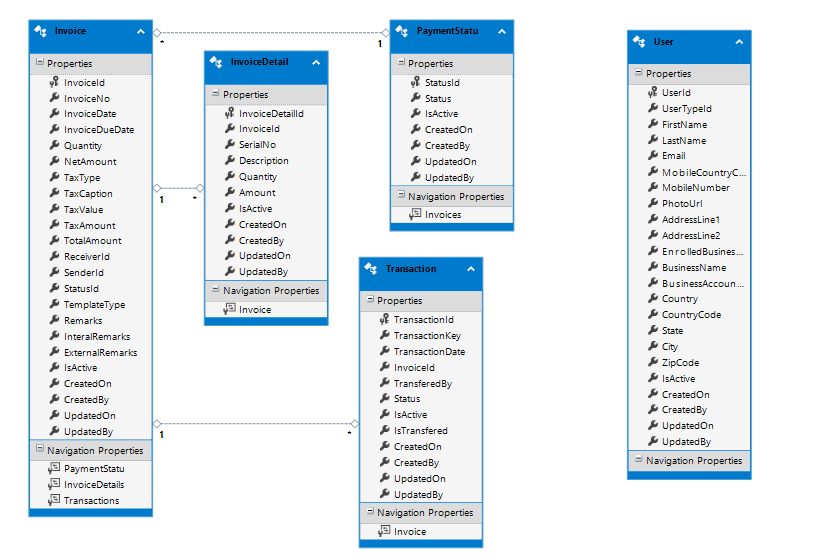 Invoice
Properties
InvoiceId
InvoiceNo
InvoiceDate
InvoiceDueDate
Quantity
NetAmount
TaxType
TaxCaption
TaxValue
TaxAmount
TotalAmount
ReceiverId
SenderId
StatusId
TemplateType
Remarks
InteralRemarks
ExternalRemarks
IsActive
CreatedOn
CreatedBy
UpdatedOn
UpdatedBy
Navigation Properties
PaymentStatu
InvoiceDetails
Transactions
*
1
1
*
1
*
InvoiceDetail
Properties
InvoiceDetailId
InvoiceId
SerialNo
Description
Quantity
Amount
IsActive
CreatedOn
CreatedBy
UpdatedOn
UpdatedBy
Navigation Properties
Invoice
PaymentStatu
Properties
StatusId
Status
IsActive
CreatedOn
CreatedBy
UpdatedOn
UpdatedBy
Navigation Properties
Invoices
Transaction
Properties
TransactionId
TransactionKey
TransactionDate
InvoiceId
TransferedBy
Status
IsActive
IsTransfered
CreatedOn
CreatedBy
UpdatedOn
UpdatedBy
Navigation Properties
Invoice
User
Properties
UserId
UserTypeId
FirstName
LastName
Email
MobileCountryC...
MobileNumber
PhotoUrl
AddressLine1
AddressLine2
EnrolledBusines...
BusinessName
BusinessAccoun...
Country
CountryCode
State
City
ZipCode
IsActive
CreatedOn
CreatedBy
UpdatedOn
UpdatedBy
Navigation Properties